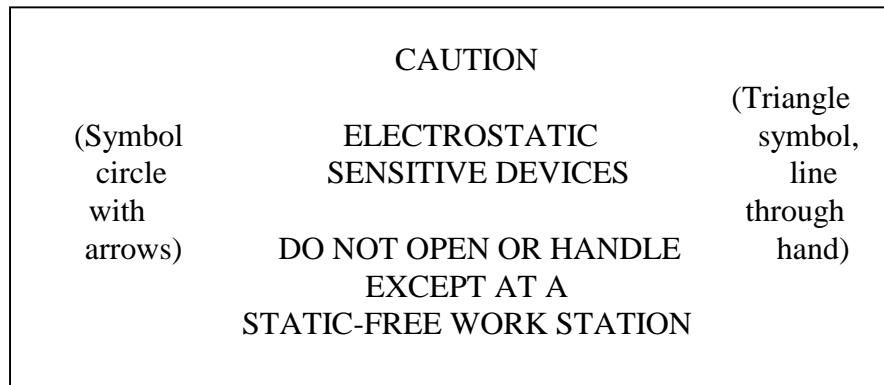 CAUTION
(Symbol
circle
with
arrows)
ELECTROSTATIC
SENSITIVE DEVICES
DO NOT OPEN OR HANDLE
EXCEPT AT A
STATIC-FREE WORK STATION
(Triangle
symbol,
line
through
hand)